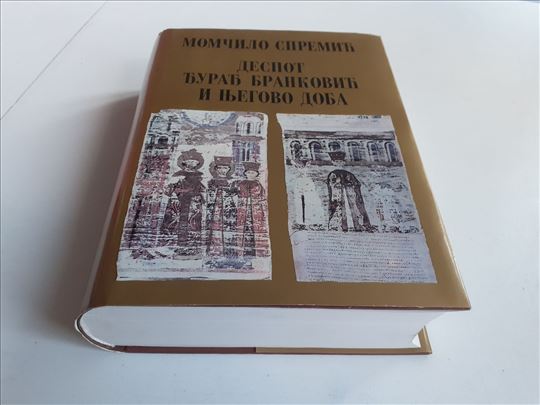 МОМЧИЛО СПРЕМИЋ
ДЕСПОТ
ЂУРАЂ БРАНКОВИЋ
И ЊЕГОВО ДОБА